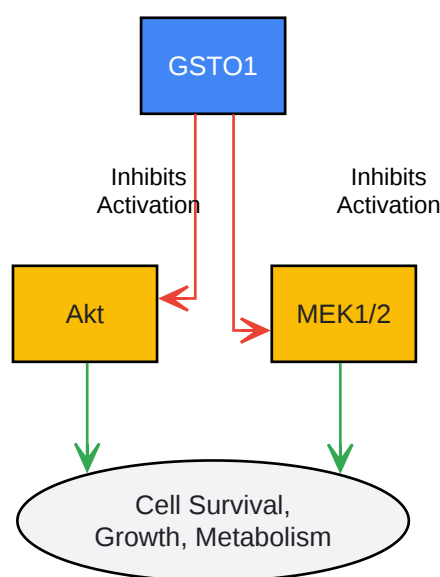 GSTO1
Inhibits
Activation
Inhibits
Activation
Akt
MEK1/2
Cell Survival,
Growth, Metabolism